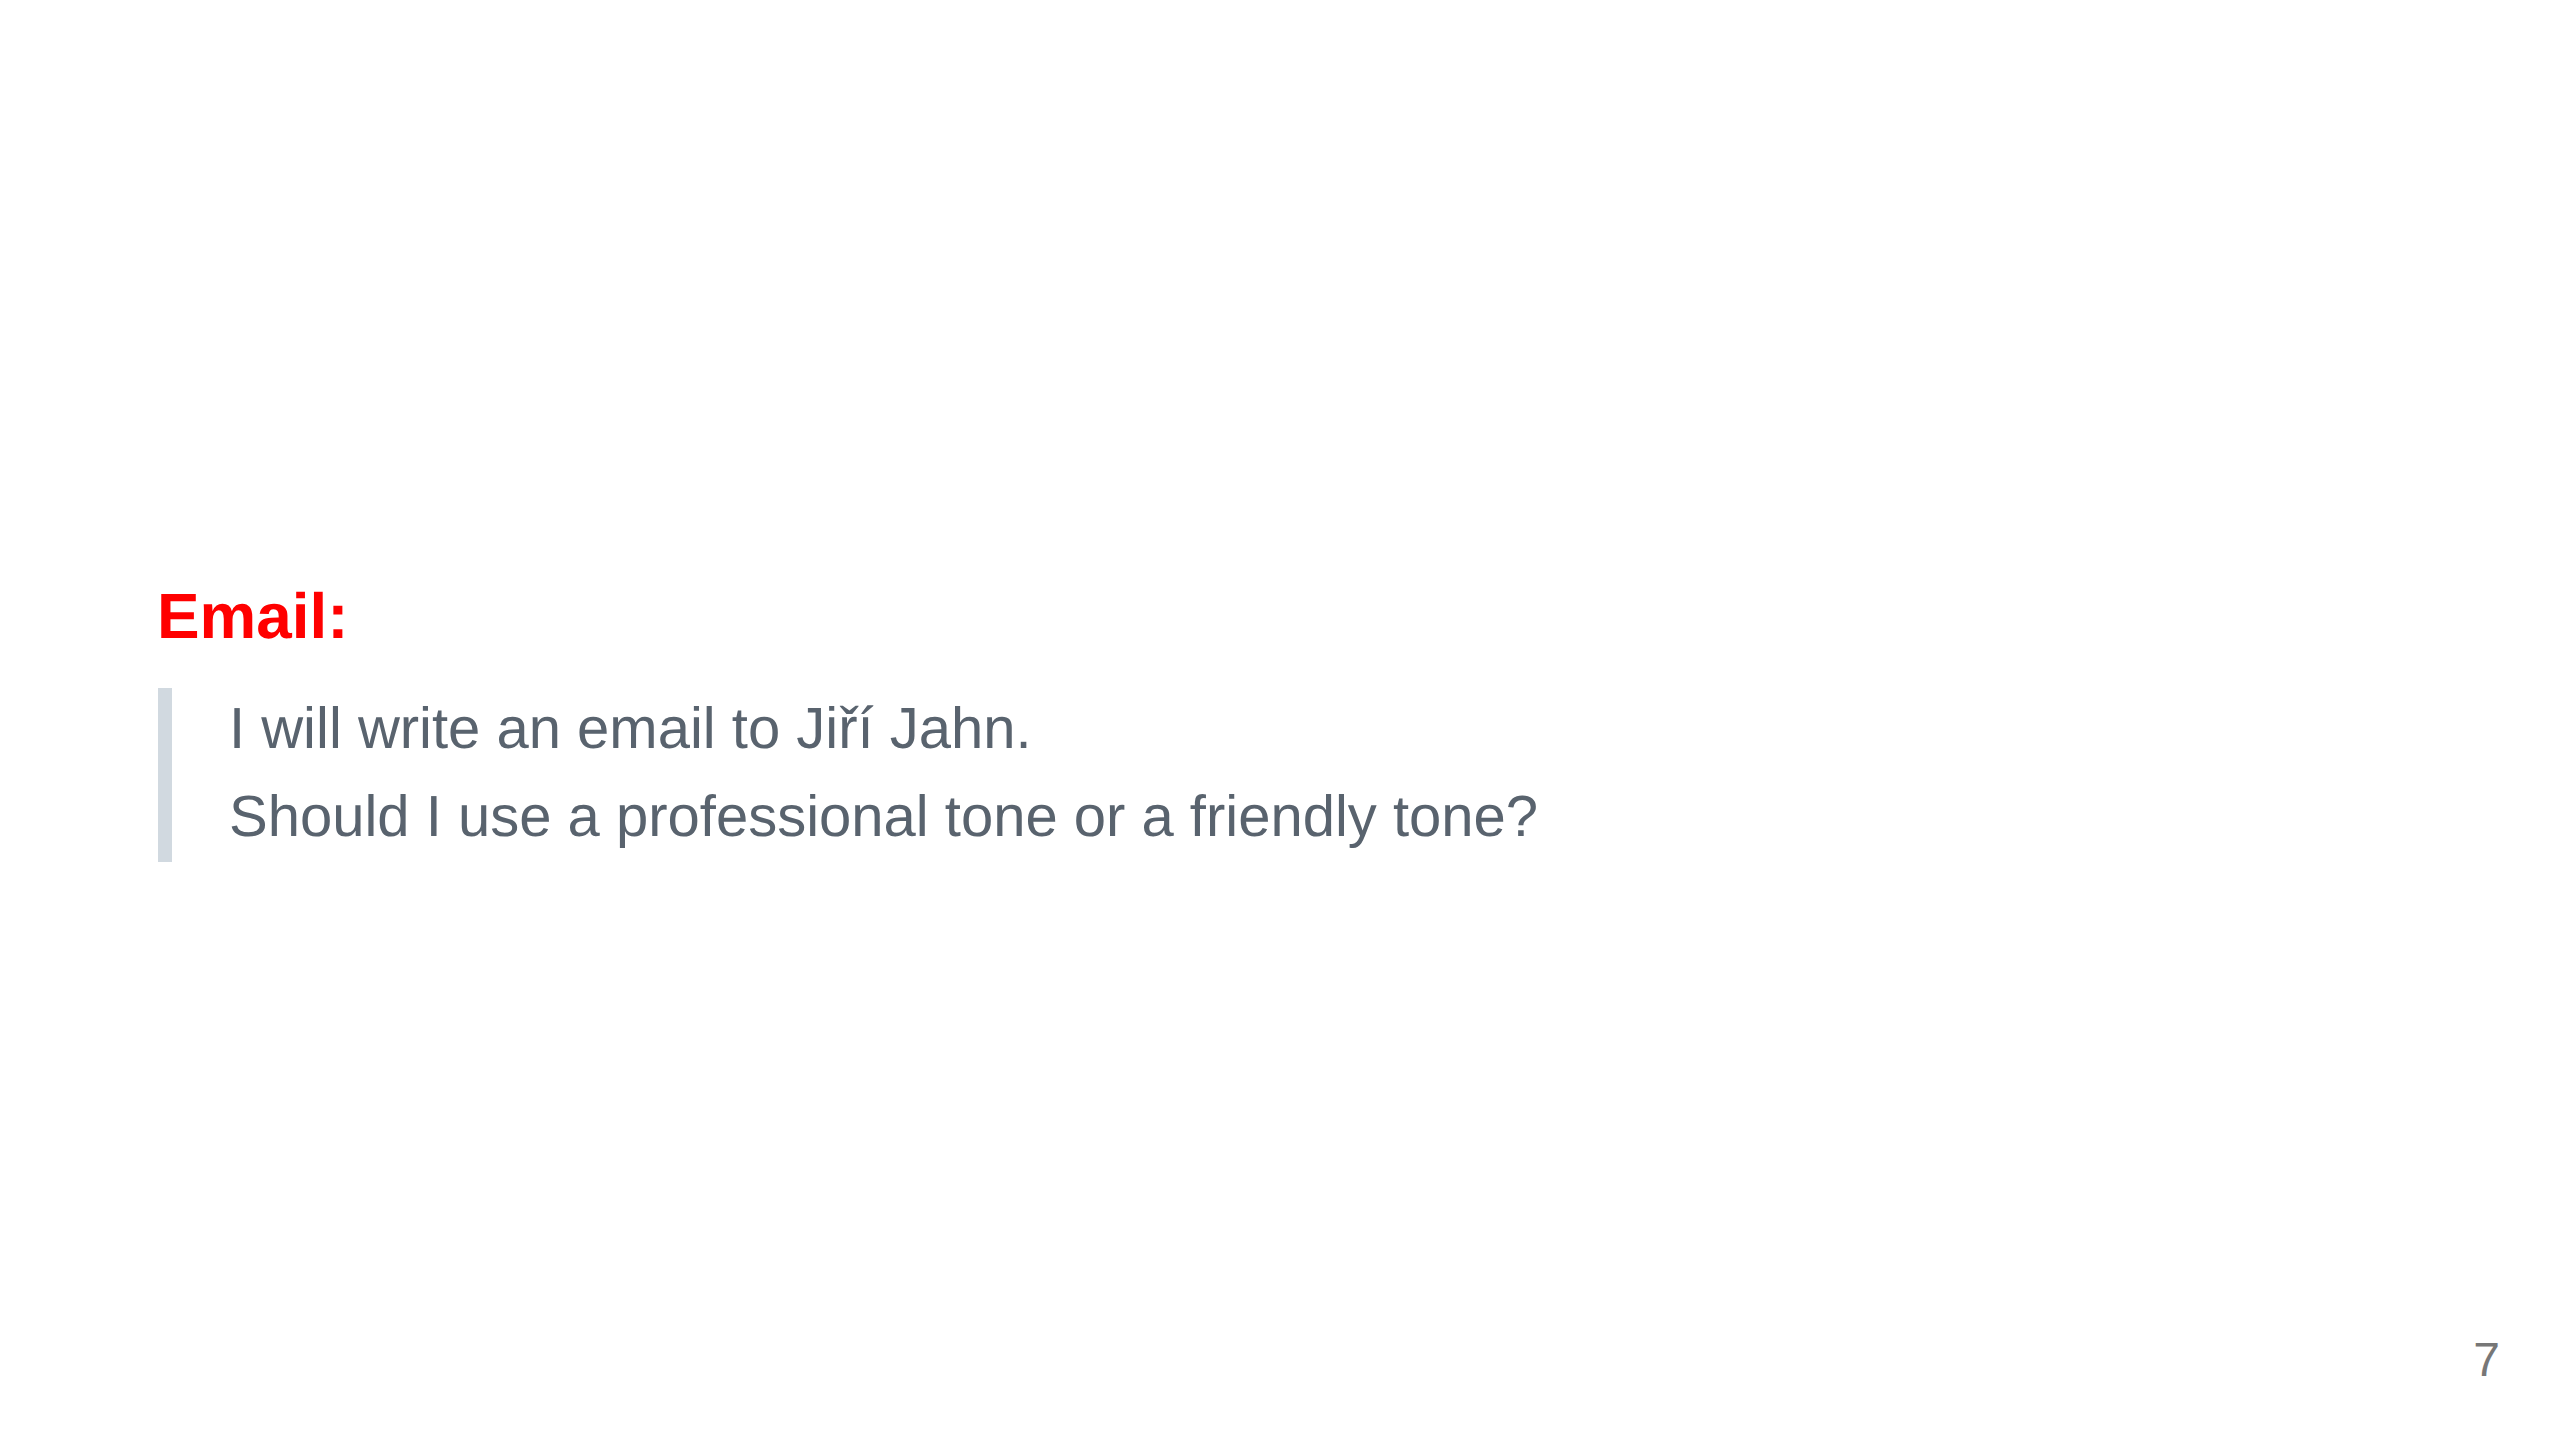 Email:
I will write an email to Jiří Jahn.
Should I use a professional tone or a friendly tone?
7